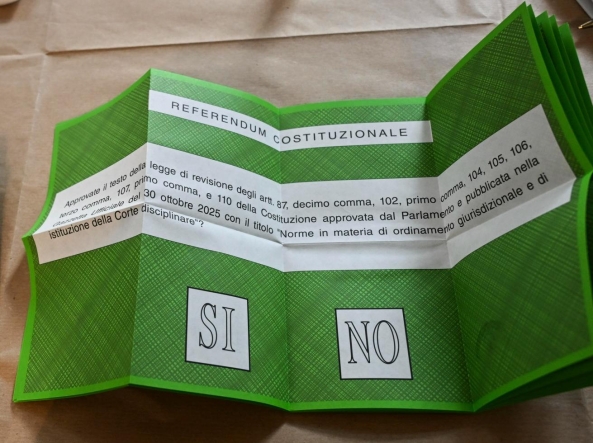 REFERENDUM COSTITUZIONALE
Approvate il testo della legge di revisione degli artt. 87, decimo comma, 102, primo comma, 104, 105, 106,
terzo comma, 107, primo comma, e 110 della Costituzione approvata dal Parlamento e pubblicata nella
Gazzetta Ufficiale del 30 ottobre 2025 con il titolo "Norme in materia di ordinamento giurisdizionale e di
istituzione della Corte disciplinare"?
SI NO